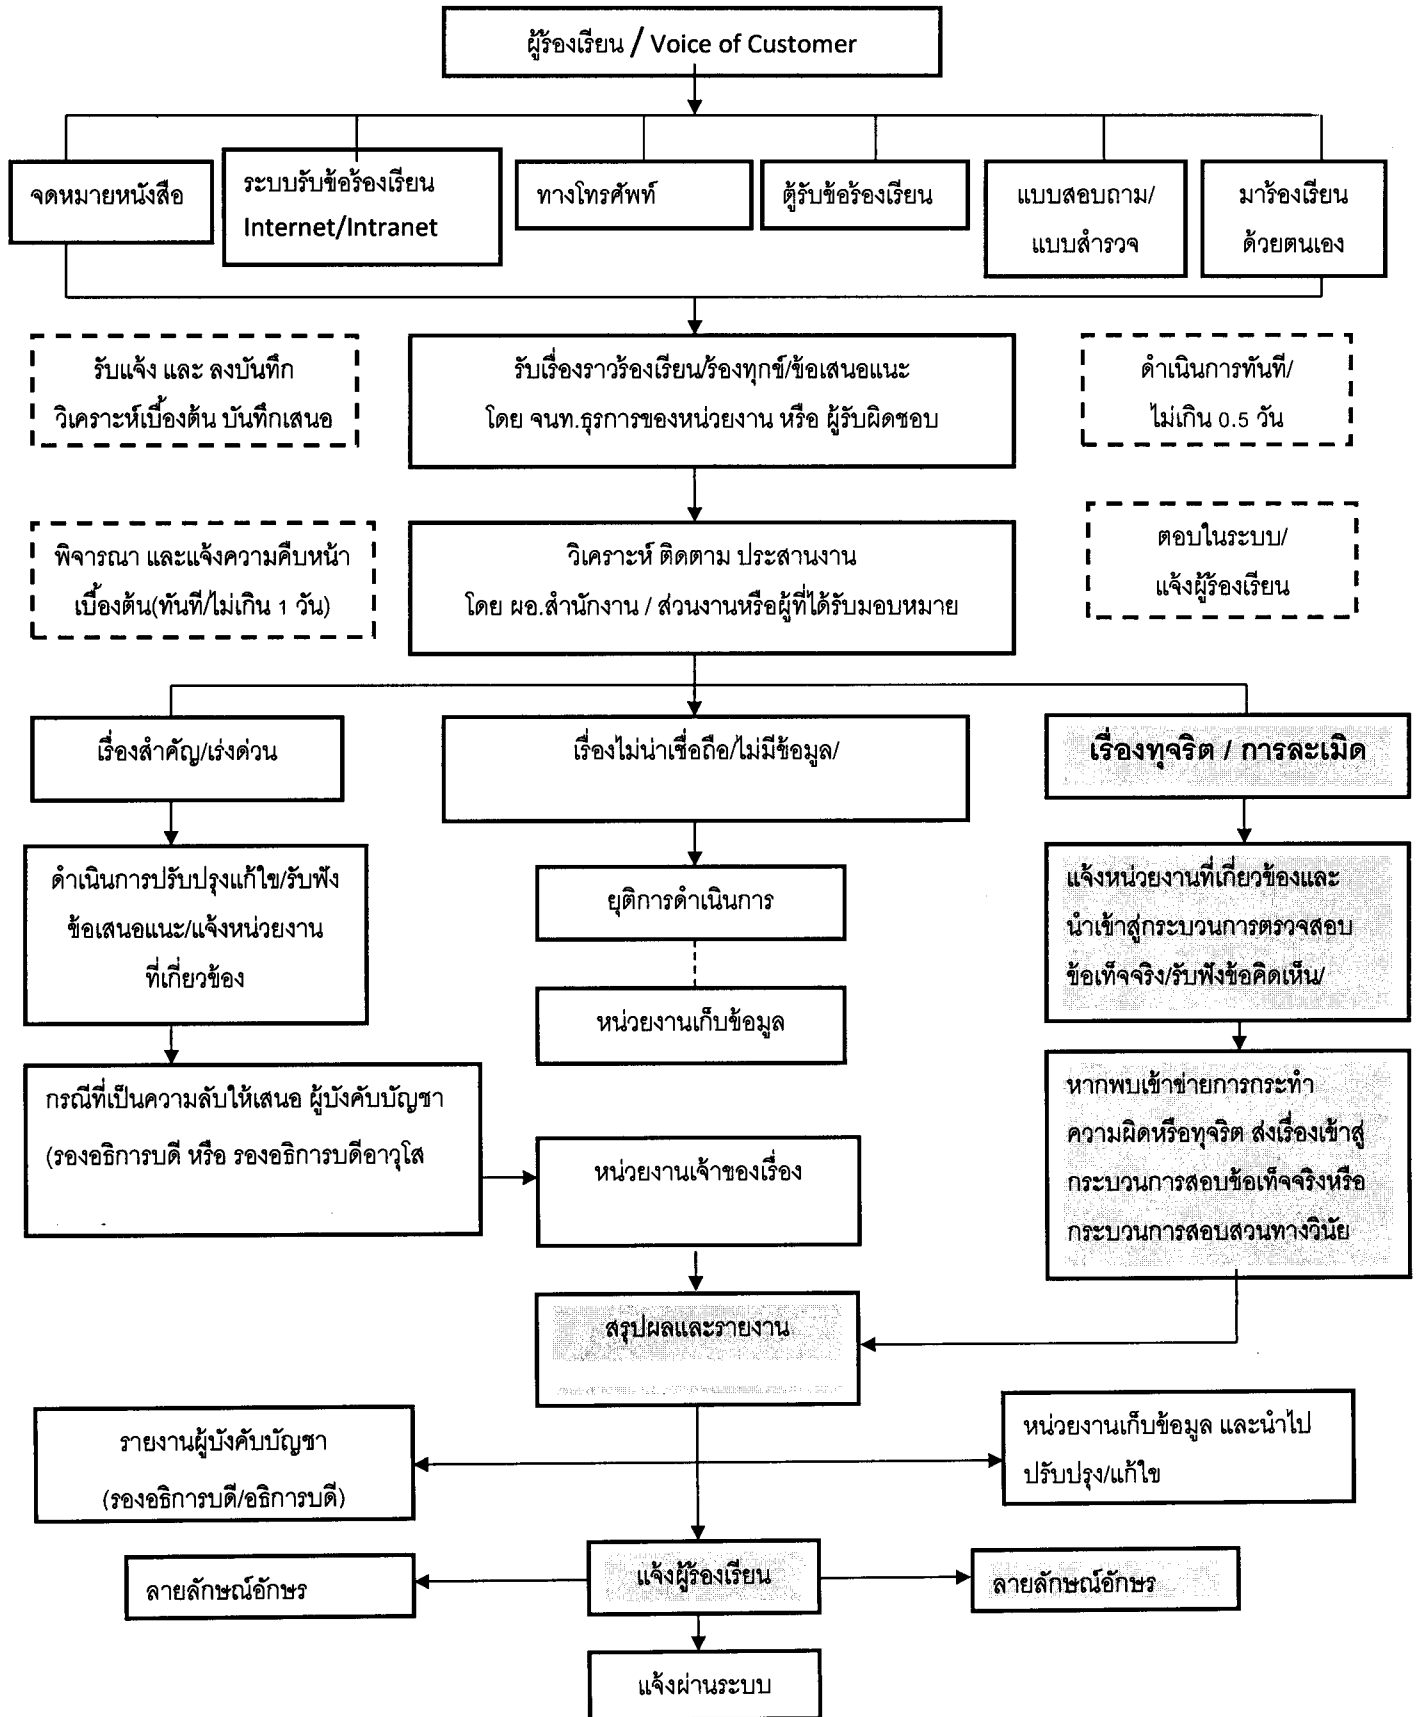 ผู้ร้องเรียน / Voice of Customer
จดหมายหนังสือ
ระบบรับข้อร้องเรียน
Internet/Intranet
ทางโทรศัพท์
ตู้รับข้อร้องเรียน
แบบสอบถาม/
แบบสำรวจ
มาร้องเรียน
ด้วยตนเอง
รับแจ้ง และ ลงบันทึก
วิเคราะห์เบื้องต้น บันทึกเสนอ
รับเรื่องราวร้องเรียน/ร้องทุกข์/ข้อเสนอแนะ
โดย จนท.ธุรการของหน่วยงาน หรือ ผู้รับผิดชอบ
ดำเนินการทันที/
ไม่เกิน 0.5 วัน
พิจารณา และแจ้งความคืบหน้า
เบื้องต้น(ทันที/ไม่เกิน 1 วัน)
วิเคราะห์ ติดตาม ประสานงาน
โดย ผอ.สำนักงาน / ส่วนงานหรือผู้ที่ได้รับมอบหมาย
ตอบในระบบ/
แจ้งผู้ร้องเรียน
เรื่องสำคัญ/เร่งด่วน
เรื่องไม่น่าเชื่อถือ/ไม่มีข้อมูล/
เรื่องทุจริต / การละเมิด
ดำเนินการปรับปรุงแก้ไข/รับฟัง
ข้อเสนอแนะ/แจ้งหน่วยงาน
ที่เกี่ยวข้อง
ยุติการดำเนินการ
แจ้งหน่วยงานที่เกี่ยวข้องและ
นำเข้าสู่กระบวนการตรวจสอบ
ข้อเท็จจริง/รับฟังข้อคิดเห็น/
หน่วยงานเก็บข้อมูล
กรณีที่เป็นความลับให้เสนอ ผู้บังคับบัญชา
(รองอธิการบดี หรือ รองอธิการบดีอาวุโส
หน่วยงานเจ้าของเรื่อง
หากพบเข้าข่ายการกระทำ
ความผิดหรือทุจริต ส่งเรื่องเข้าสู่
กระบวนการสอบข้อเท็จจริงหรือ
กระบวนการสอบสวนทางวินัย
สรุปผลและรายงาน
รายงานผู้บังคับบัญชา
(รองอธิการบดี/อธิการบดี)
หน่วยงานเก็บข้อมูล และนำไป
ปรับปรุง/แก้ไข
ลายลักษณ์อักษร
แจ้งผู้ร้องเรียน
ลายลักษณ์อักษร
แจ้งผ่านระบบ